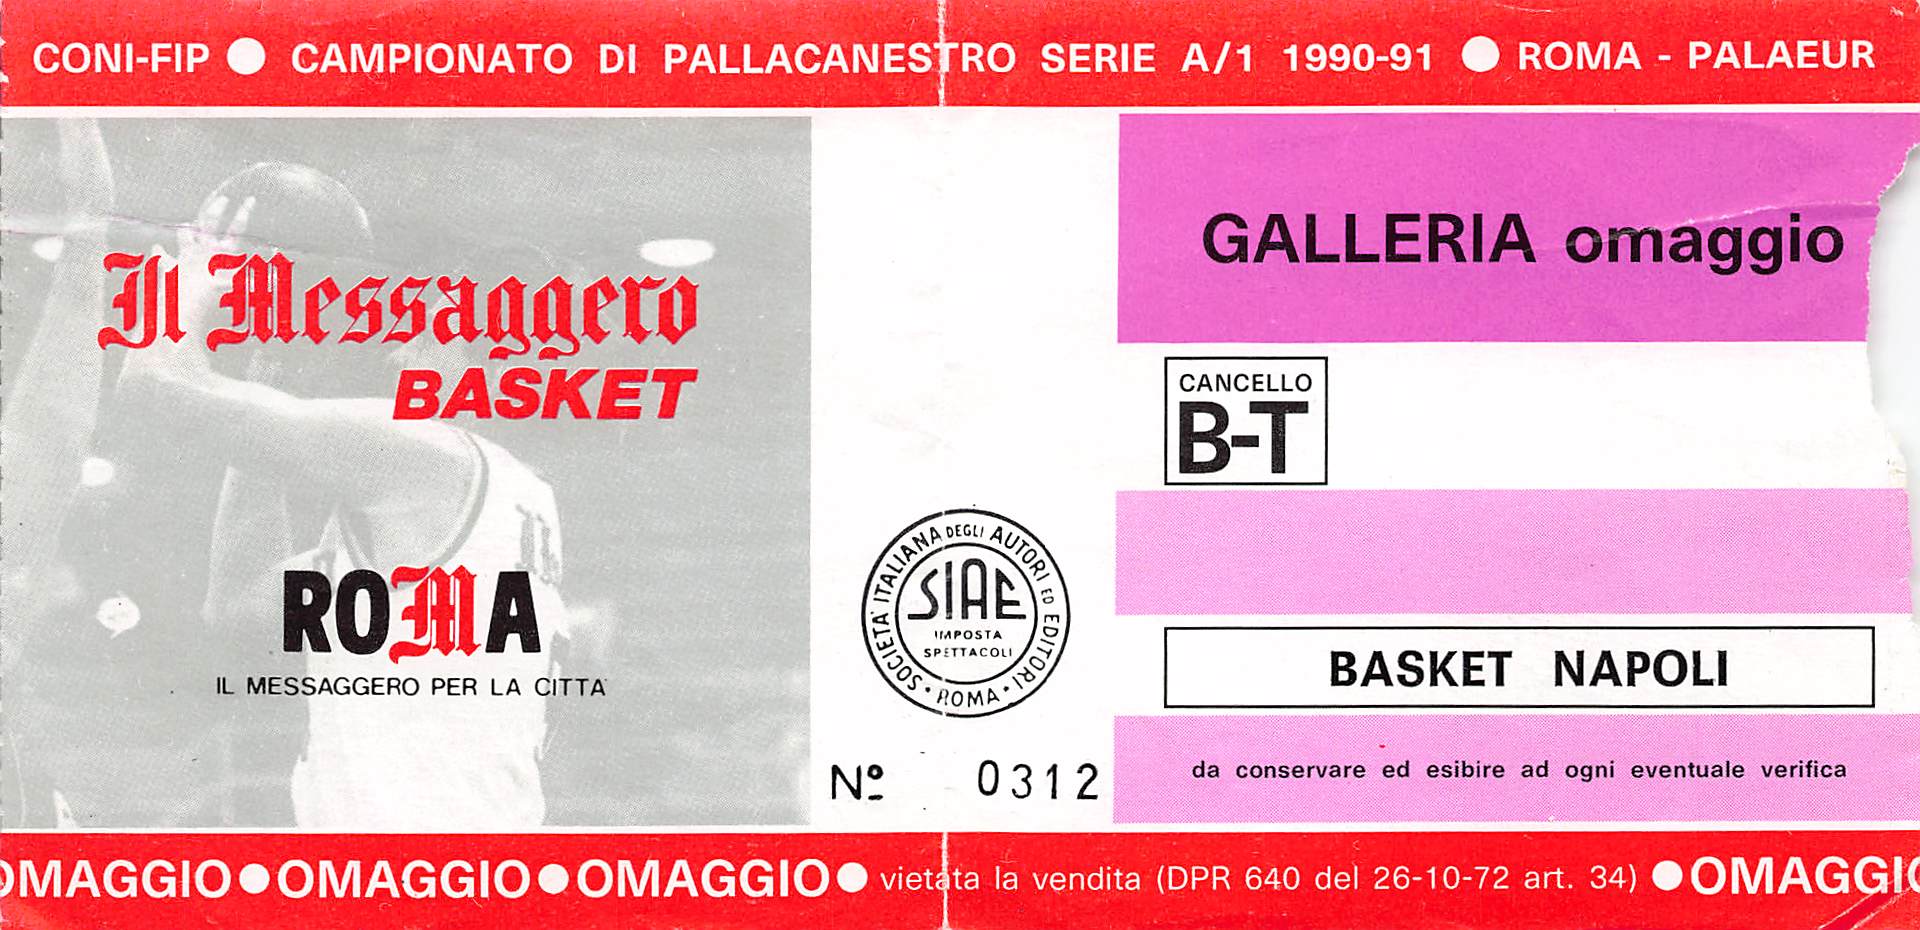 CONI-FIP ● CAMPIONATO DI PALLACANESTRO SERIE A/1 1990-91 ● ROMA - PALAEUR
Il Messaggero
BASKET
ROMA
IL MESSAGGERO PER LA CITTA'
SOCIETA' ITALIANA DEGLI AUTORI ED EDITORI · ROMA ·
SIAE
IMPOSTA
SPETTACOLI
Nº 0312
GALLERIA omaggio
CANCELLO
B-T
BASKET NAPOLI
da conservare ed esibire ad ogni eventuale verifica
OMAGGIO ● OMAGGIO ● OMAGGIO ● vietata la vendita (DPR 640 del 26-10-72 art. 34) ● OMAGGIO